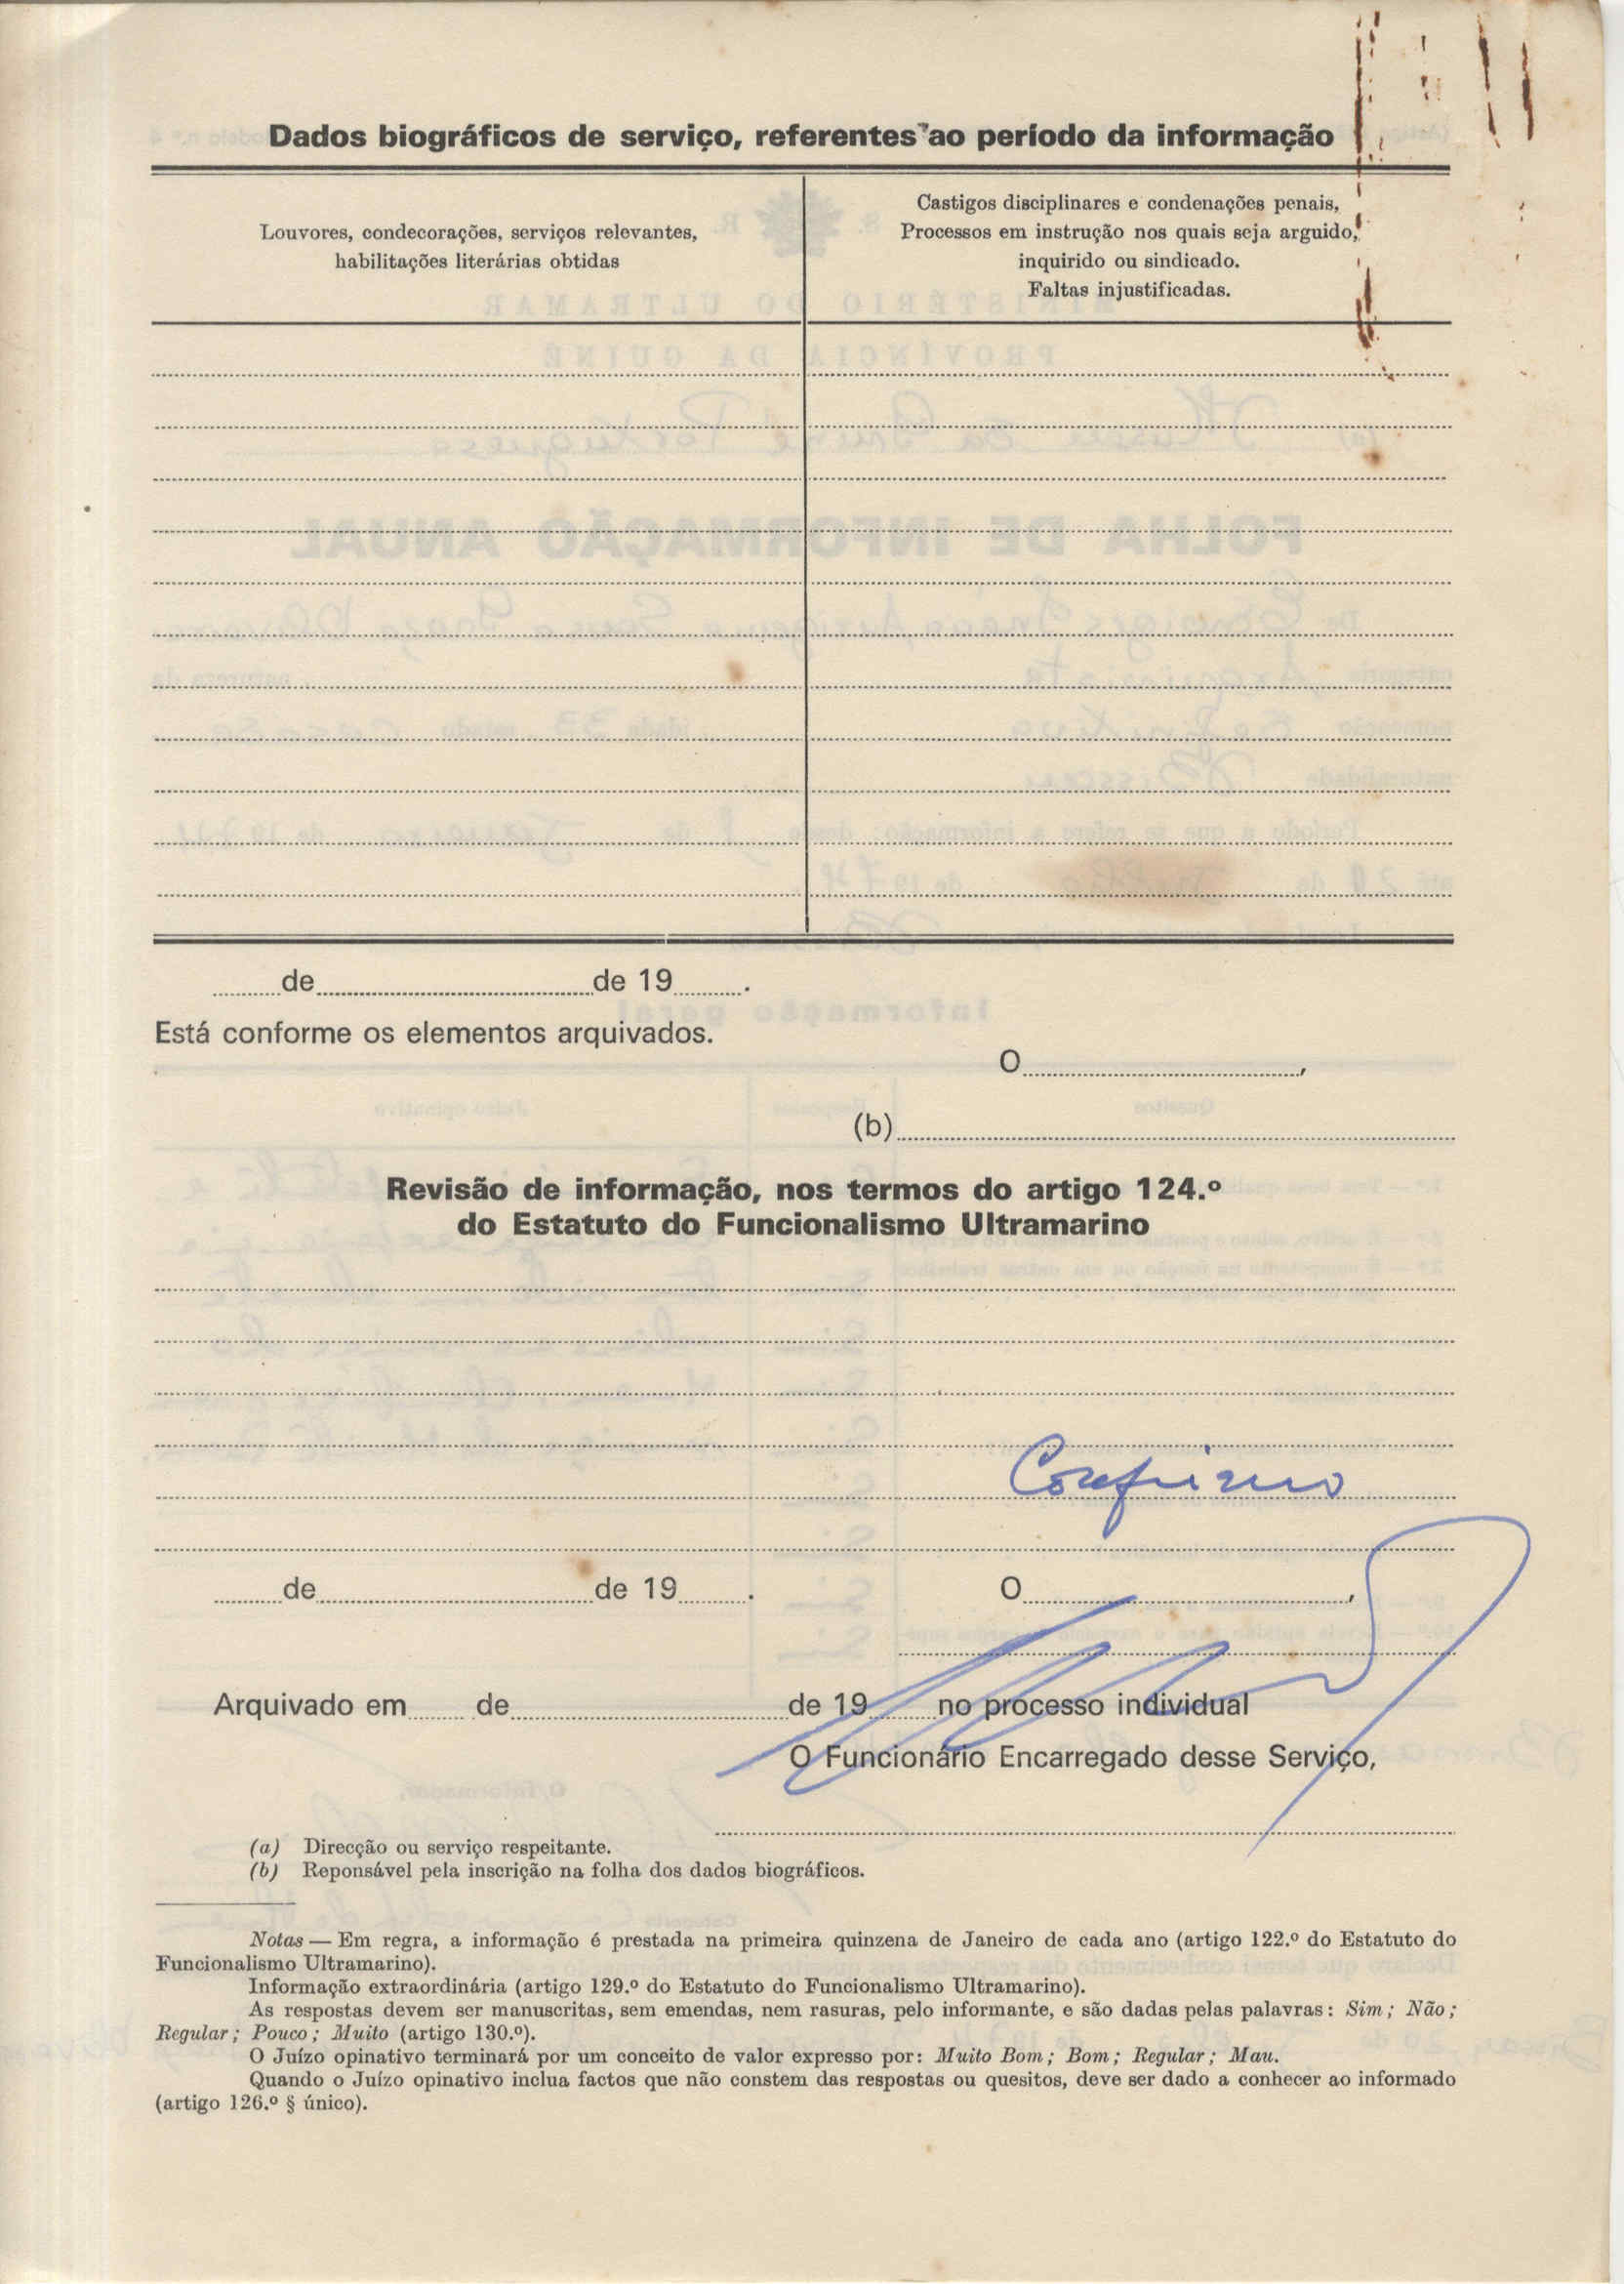 Dados biográficos de serviço, referentes ao período da informação
Louvores, condecorações, serviços relevantes,
habilitações literárias obtidas
Castigos disciplinares e condenações penais,
Processos em instrução nos quais seja arguido,
inquirido ou sindicado.
Faltas injustificadas.
de de 19 .
Está conforme os elementos arquivados.
O ,
(b)
Revisão de informação, nos termos do artigo 124.º
do Estatuto do Funcionalismo Ultramarino
Confirmo
de de 19 . O ,
Arquivado em de de 19 no processo individual
O Funcionário Encarregado desse Serviço,
(a) Direcção ou serviço respeitante.
(b) Reponsável pela inscrição na folha dos dados biográficos.
Notas — Em regra, a informação é prestada na primeira quinzena de Janeiro de cada ano (artigo 122.º do Estatuto do
Funcionalismo Ultramarino).
Informação extraordinária (artigo 129.º do Estatuto do Funcionalismo Ultramarino).
As respostas devem ser manuscritas, sem emendas, nem rasuras, pelo informante, e são dadas pelas palavras: Sim; Não;
Regular; Pouco; Muito (artigo 130.º).
O Juízo opinativo terminará por um conceito de valor expresso por: Muito Bom; Bom; Regular; Mau.
Quando o Juízo opinativo inclua factos que não constem das respostas ou quesitos, deve ser dado a conhecer ao informado
(artigo 126.º § único).